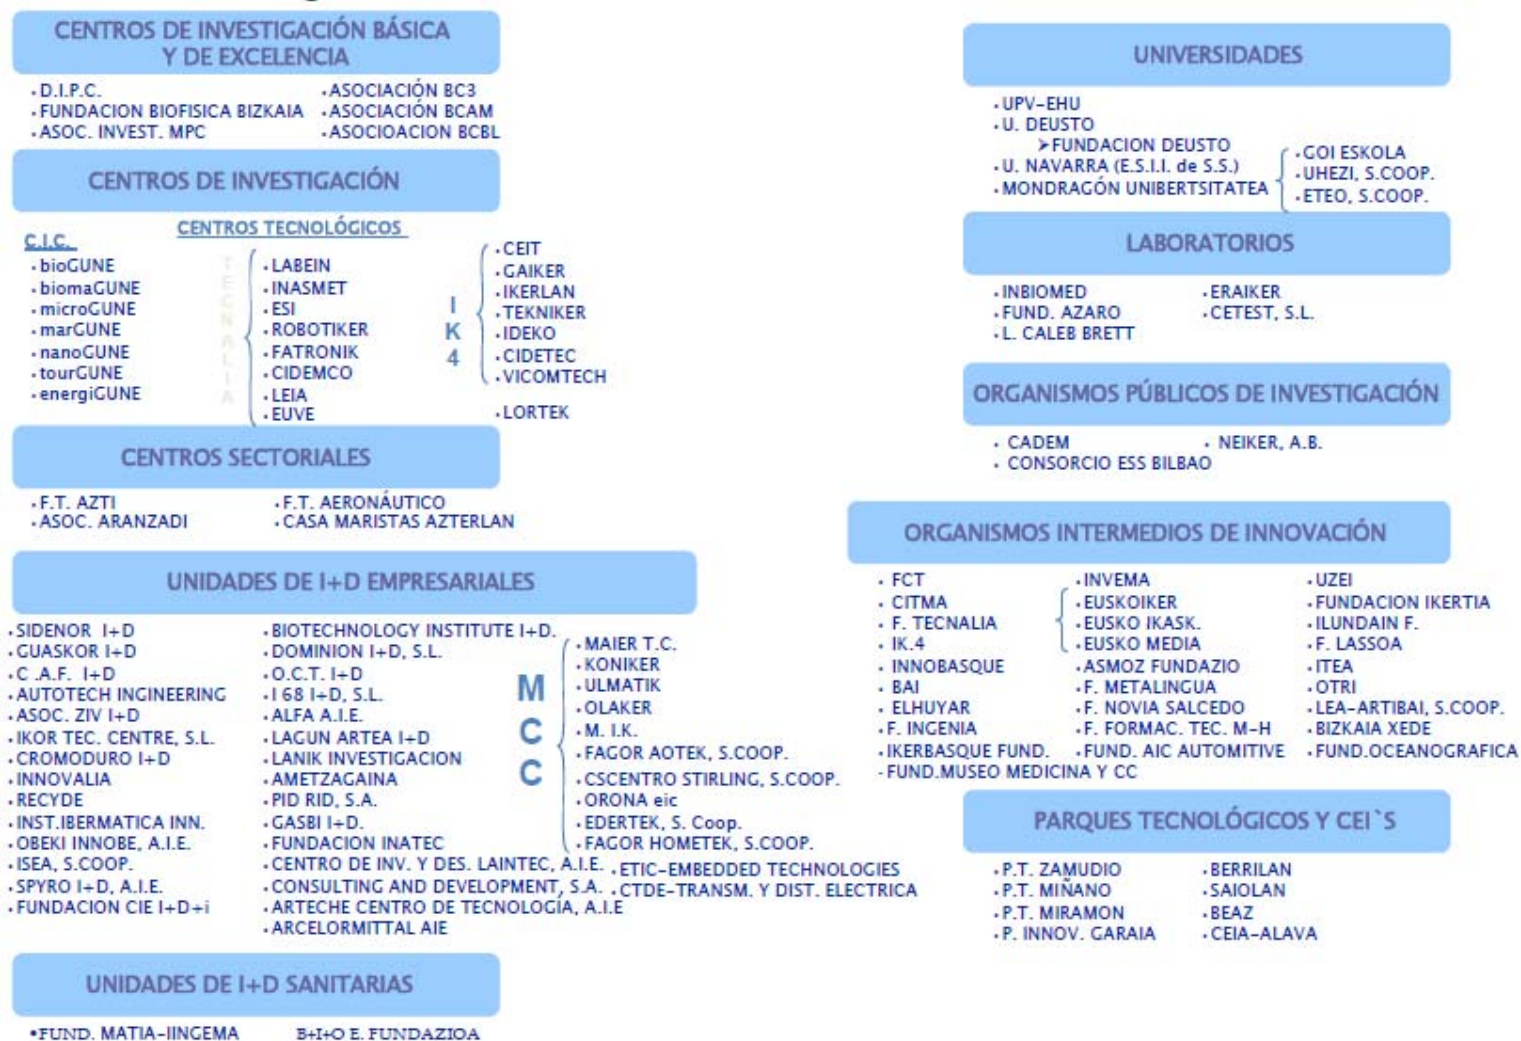 CENTROS DE INVESTIGACIÓN BÁSICA
Y DE EXCELENCIA
• D.I.P.C.
• FUNDACION BIOFISICA BIZKAIA
• ASOC. INVEST. MPC
• ASOCIACIÓN BC3
• ASOCIACIÓN BCAM
• ASOCIOACION BCBL
CENTROS DE INVESTIGACIÓN
C.I.C.
• bioGUNE
• biomaGUNE
• microGUNE
• marGUNE
• nanoGUNE
• tourGUNE
• energiGUNE
CENTROS TECNOLÓGICOS
TECNALIA
• LABEIN
• INASMET
• ESI
• ROBOTIKER
• FATRONIK
• CIDEMCO
• LEIA
• EUVE
IK4
• CEIT
• GAIKER
• IKERLAN
• TEKNIKER
• IDEKO
• CIDETEC
• VICOMTECH
• LORTEK
CENTROS SECTORIALES
• F.T. AZTI
• ASOC. ARANZADI
• F.T. AERONÁUTICO
• CASA MARISTAS AZTERLAN
UNIDADES DE I+D EMPRESARIALES
• SIDENOR I+D
• GUASKOR I+D
• C .A.F. I+D
• AUTOTECH INGINEERING
• ASOC. ZIV I+D
• IKOR TEC. CENTRE, S.L.
• CROMODURO I+D
• INNOVALIA
• RECYDE
• INST.IBERMATICA INN.
• OBEKI INNOBE, A.I.E.
• ISEA, S.COOP.
• SPYRO I+D, A.I.E.
• FUNDACION CIE I+D+i
• BIOTECHNOLOGY INSTITUTE I+D.
• DOMINION I+D, S.L.
• O.C.T. I+D
• I 68 I+D, S.L.
• ALFA A.I.E.
• LAGUN ARTEA I+D
• LANIK INVESTIGACION
• AMETZAGAINA
• PID RID, S.A.
• GASBI I+D.
• FUNDACION INATEC
• CENTRO DE INV. Y DES. LAINTEC, A.I.E.
• CONSULTING AND DEVELOPMENT, S.A.
• ARTECHE CENTRO DE TECNOLOGÍA, A.I.E
• ARCELORMITTAL AIE
MCC
• MAIER T.C.
• KONIKER
• ULMATIK
• OLAKER
• M. I.K.
• FAGOR AOTEK, S.COOP.
• CSCENTRO STIRLING, S.COOP.
• ORONA eic
• EDERTEK, S. Coop.
• FAGOR HOMETEK, S.COOP.
• ETIC-EMBEDDED TECHNOLOGIES
• CTDE-TRANSM. Y DIST. ELECTRICA
UNIDADES DE I+D SANITARIAS
•FUND. MATIA-IINGEMA
B+I+O E. FUNDAZIOA
UNIVERSIDADES
• UPV-EHU
• U. DEUSTO
➢FUNDACION DEUSTO
• U. NAVARRA (E.S.I.I. de S.S.)
• MONDRAGÓN UNIBERTSITATEA
• GOI ESKOLA
• UHEZI, S.COOP.
• ETEO, S.COOP.
LABORATORIOS
• INBIOMED
• FUND. AZARO
• L. CALEB BRETT
• ERAIKER
• CETEST, S.L.
ORGANISMOS PÚBLICOS DE INVESTIGACIÓN
• CADEM
• CONSORCIO ESS BILBAO
• NEIKER, A.B.
ORGANISMOS INTERMEDIOS DE INNOVACIÓN
• FCT
• CITMA
• F. TECNALIA
• IK.4
• INNOBASQUE
• BAI
• ELHUYAR
• F. INGENIA
• IKERBASQUE FUND.
- FUND.MUSEO MEDICINA Y CC
• INVEMA
• EUSKOIKER
• EUSKO IKASK.
• EUSKO MEDIA
• ASMOZ FUNDAZIO
• F. METALINGUA
• F. NOVIA SALCEDO
• F. FORMAC. TEC. M-H
• FUND. AIC AUTOMITIVE
• UZEI
• FUNDACION IKERTIA
• ILUNDAIN F.
• F. LASSOA
• ITEA
• OTRI
• LEA-ARTIBAI, S.COOP.
• BIZKAIA XEDE
• FUND.OCEANOGRAFICA
PARQUES TECNOLÓGICOS Y CEI`S
• P.T. ZAMUDIO
• P.T. MIÑANO
• P.T. MIRAMON
• P. INNOV. GARAIA
• BERRILAN
• SAIOLAN
• BEAZ
• CEIA-ALAVA